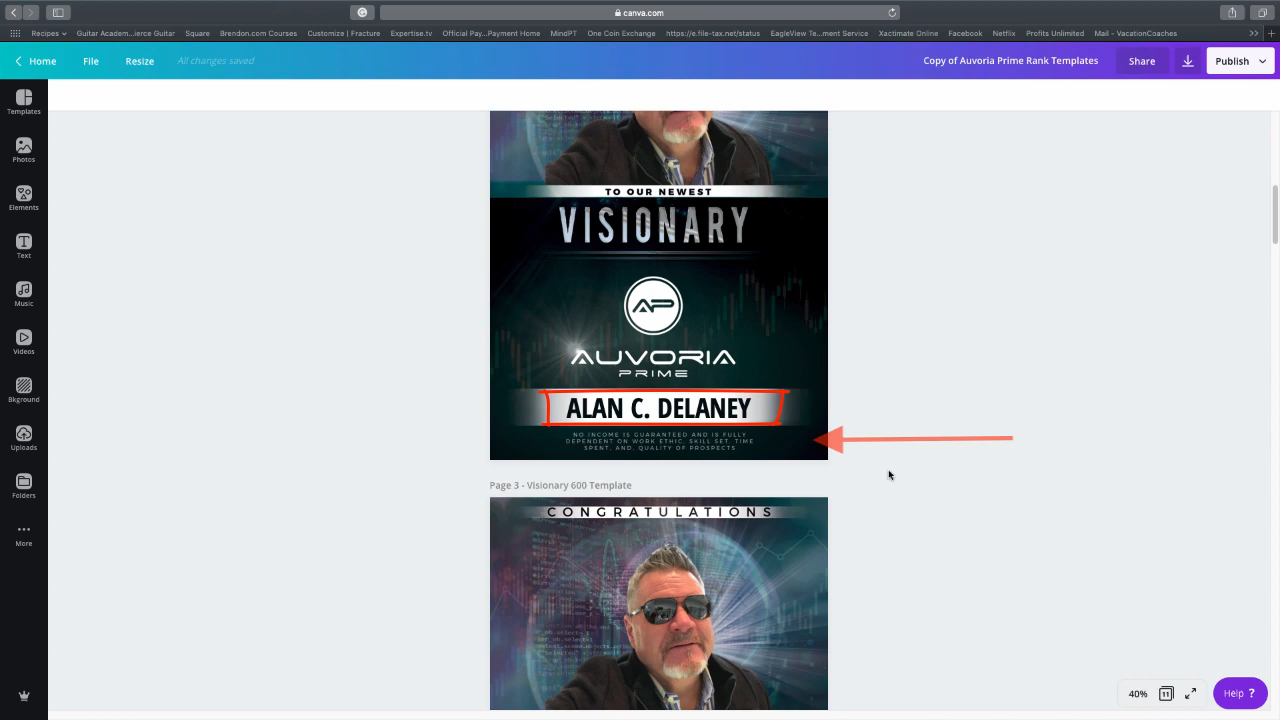 canva.com
Recipes
Guitar Academ...ierce Guitar
Square
Brendon.com Courses
Customize | Fracture
Expertise.tv
Official Pay...Payment Home
MindPT
One Coin Exchange
https://e.file-tax.net/status
EagleView Te...ment Service
Xactimate Online
Facebook
Netflix
Profits Unlimited
Mail - VacationCoaches
Home
File
Resize
All changes saved
Copy of Auvoria Prime Rank Templates
Share
Publish
Templates
Photos
Elements
Text
Music
Videos
Bkground
Uploads
Folders
More
TO OUR NEWEST
VISIONARY
AP
AUVORIA
PRIME
ALAN C. DELANEY
NO INCOME IS GUARANTEED AND IS FULLY
DEPENDENT ON WORK ETHIC, SKILL SET, TIME
SPENT, AND, QUALITY OF PROSPECTS
Page 3 - Visionary 600 Template
CONGRATULATIONS
40%
11
Help ?